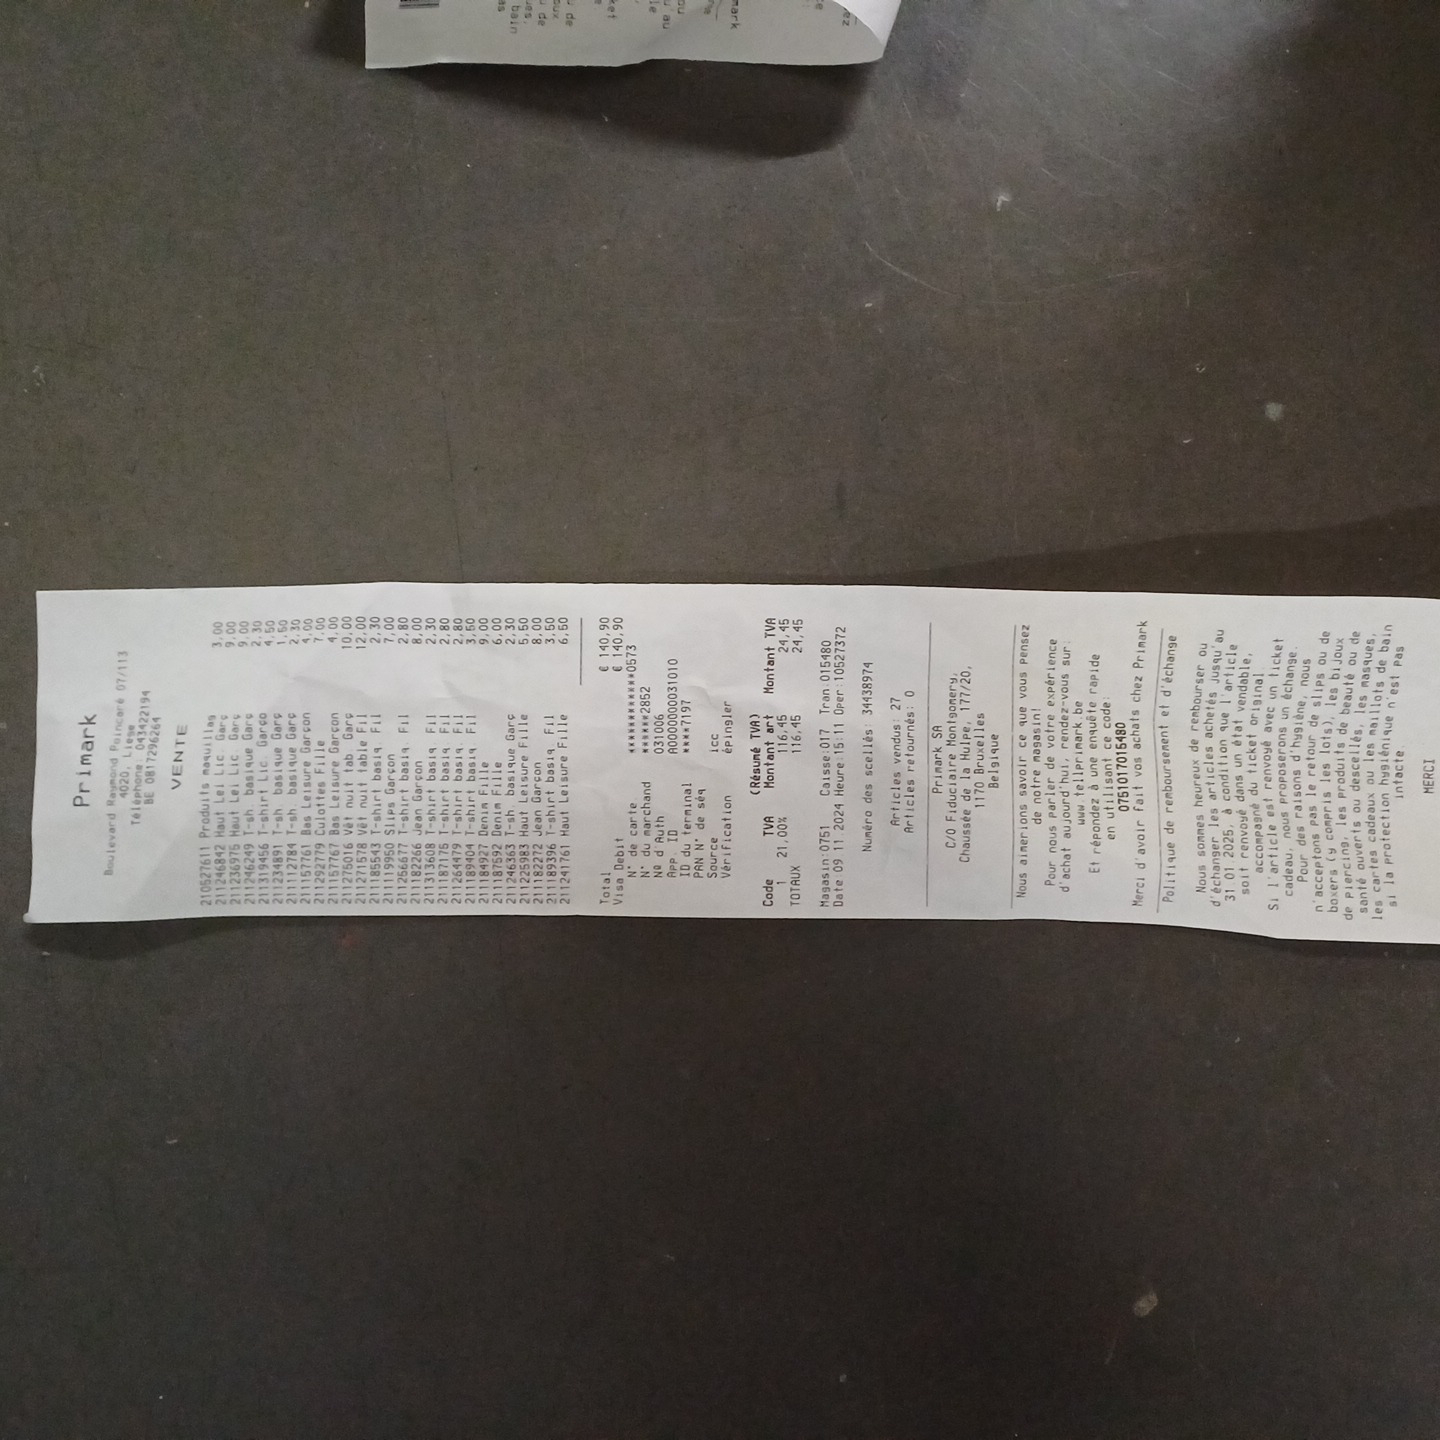 Primark
Boulevard Raymond Poincaré 07/113
4020, Liege
Téléphone: 043422194
BE 0817296264
VENTE
210527611 Produits maquillag 3,00
211246842 Haut Lei Lic. Garç 9,00
211236975 Haut Lei Lic. Garç 9,00
211246249 T-sh. basique Garç 2,30
211319456 T-shirt Lic. Garço 4,50
211234891 T-sh. basique Garç 1,50
211112784 T-sh. basique Garç 2,30
211157761 Bas Leisure Garçon 4,00
211292779 Culottes Fille 7,00
211157767 Bas Leisure Garçon 4,00
211275016 Vêt nuit tab Garç 10,00
211271578 Vêt nuit table Fil 12,00
211185543 T-shirt basiq. Fil 2,30
211119950 Slips Garçon 7,00
211256677 T-shirt basiq. Fil 2,80
211182266 Jean Garçon 8,00
211313608 T-shirt basiq. Fil 2,30
211187175 T-shirt basiq. Fil 2,80
211264479 T-shirt basiq. Fil 2,80
211189404 T-shirt basiq. Fil 3,50
211184927 Denim Fille 9,00
211187592 Denim Fille 6,00
211246363 T-sh. basique Garç 2,30
211225983 Haut Leisure Fille 5,50
211182272 Jean Garçon 8,00
211189396 T-shirt basiq. Fil 3,50
211241761 Haut Leisure Fille 6,50
Total € 140,90
Visa Debit € 140,90
N° de carte ************0573
N° du marchand ******2852
No d'Auth 031006
App. ID A0000000031010
ID du terminal ****7197
PAN N° de séq
Source icc
Vérification épingler
(Résumé TVA)
Code TVA Montant art Montant TVA
1 21,00% 116,45 24,45
TOTAUX 116,45 24,45
Magasin:0751 Caisse:017 Tran:015480
Date 09.11.2024 Heure:15:11 Oper:10527372
Numéro des scellés: 34438974
Articles vendus: 27
Articles retournés: 0
Primark SA
C/O Fiduciaire Montgomery,
Chaussée de la Hulpe, 177/20,
1170 Bruxelles
Belgique
Nous aimerions savoir ce que vous pensez
de notre magasin!
Pour nous parler de votre expérience
d'achat aujourd'hui, rendez-vous sur:
www.tellprimark.be
Et répondez à une enquête rapide
en utilisant ce code:
075101701548​0
Merci d'avoir fait vos achats chez Primark
Politique de remboursement et d'échange
Nous sommes heureux de rembourser ou
d'échanger les articles achetés jusqu'au
31.01.2025, à condition que l'article
soit renvoyé dans un état vendable,
accompagné du ticket original.
Si l'article est renvoyé avec un ticket
cadeau, nous proposerons un échange.
Pour des raisons d'hygiène, nous
n'acceptons pas le retour de slips ou de
boxers (y compris les lots), les bijoux
de piercing, les produits de beauté ou de
santé ouverts ou descellés, les masques,
les cartes cadeaux ou les maillots de bain
si la protection hygiénique n'est pas
intacte.
MERCI